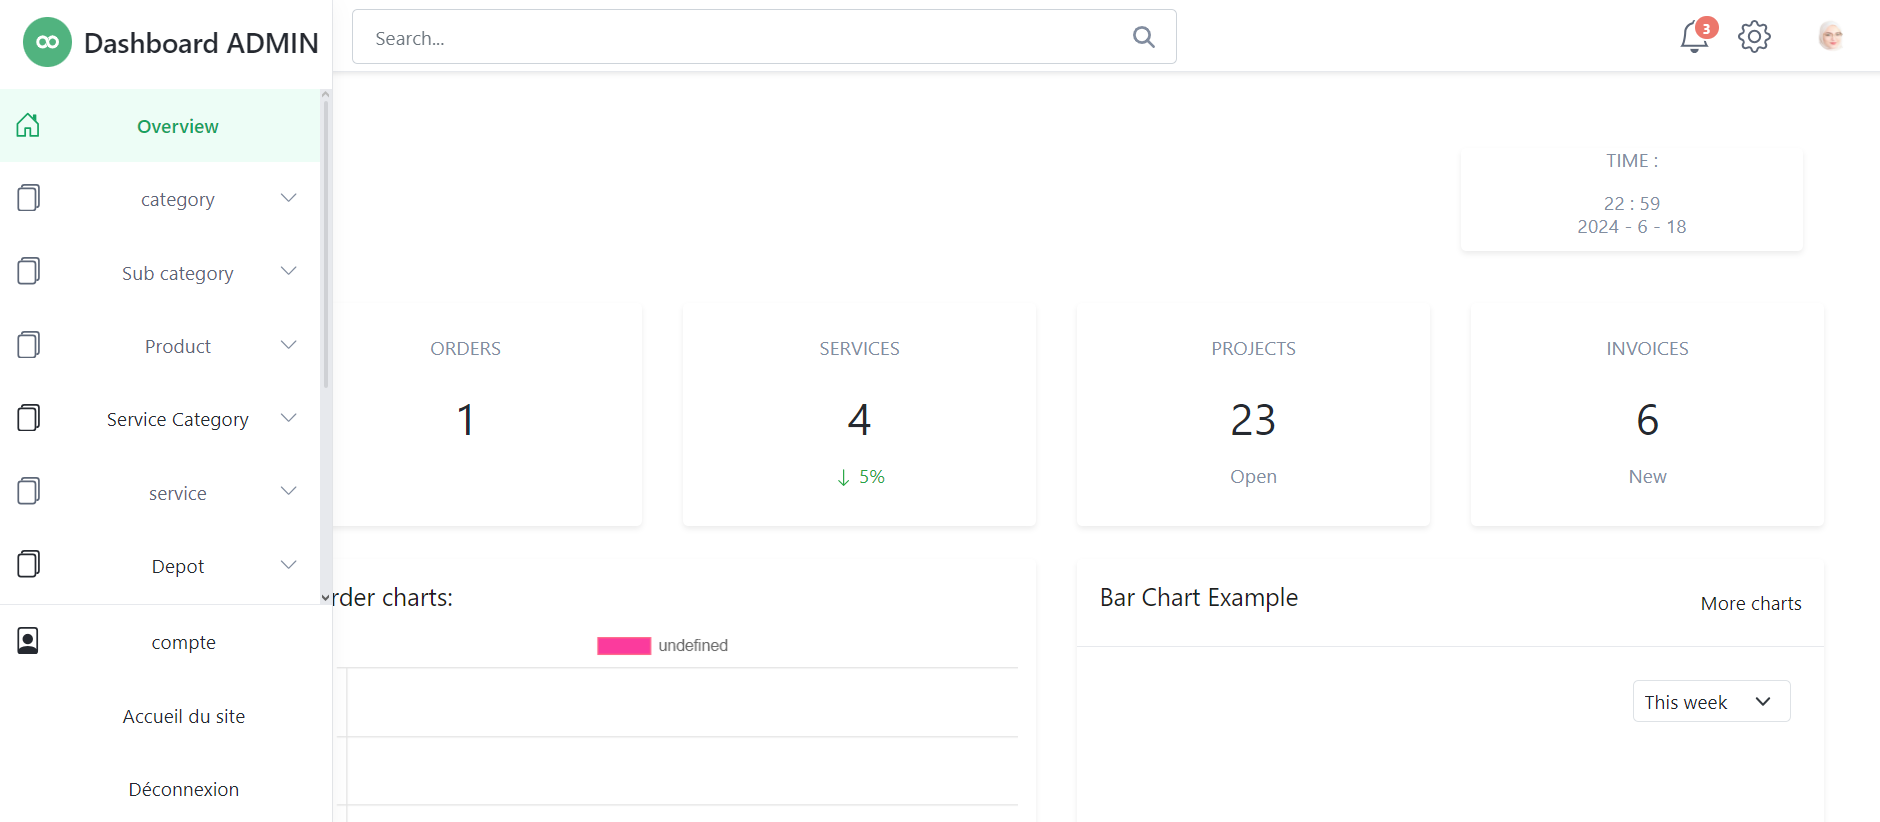 Dashboard ADMIN
Search...
3
Overview
category
Sub category
Product
Service Category
service
Depot
compte
Accueil du site
Déconnexion
TIME :
22 : 59
2024 - 6 - 18
ORDERS
1
SERVICES
4
↓ 5%
PROJECTS
23
Open
INVOICES
6
New
rder charts:
undefined
Bar Chart Example
More charts
This week